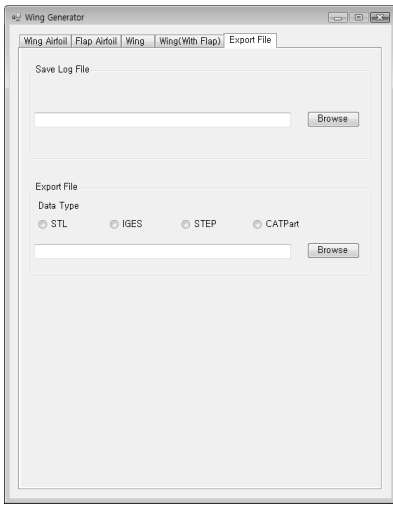 Wing Generator
Wing Airfoil Flap Airfoil Wing Wing(With Flap) Export File
Save Log File
Browse
Export File
Data Type
STL IGES STEP CATPart
Browse